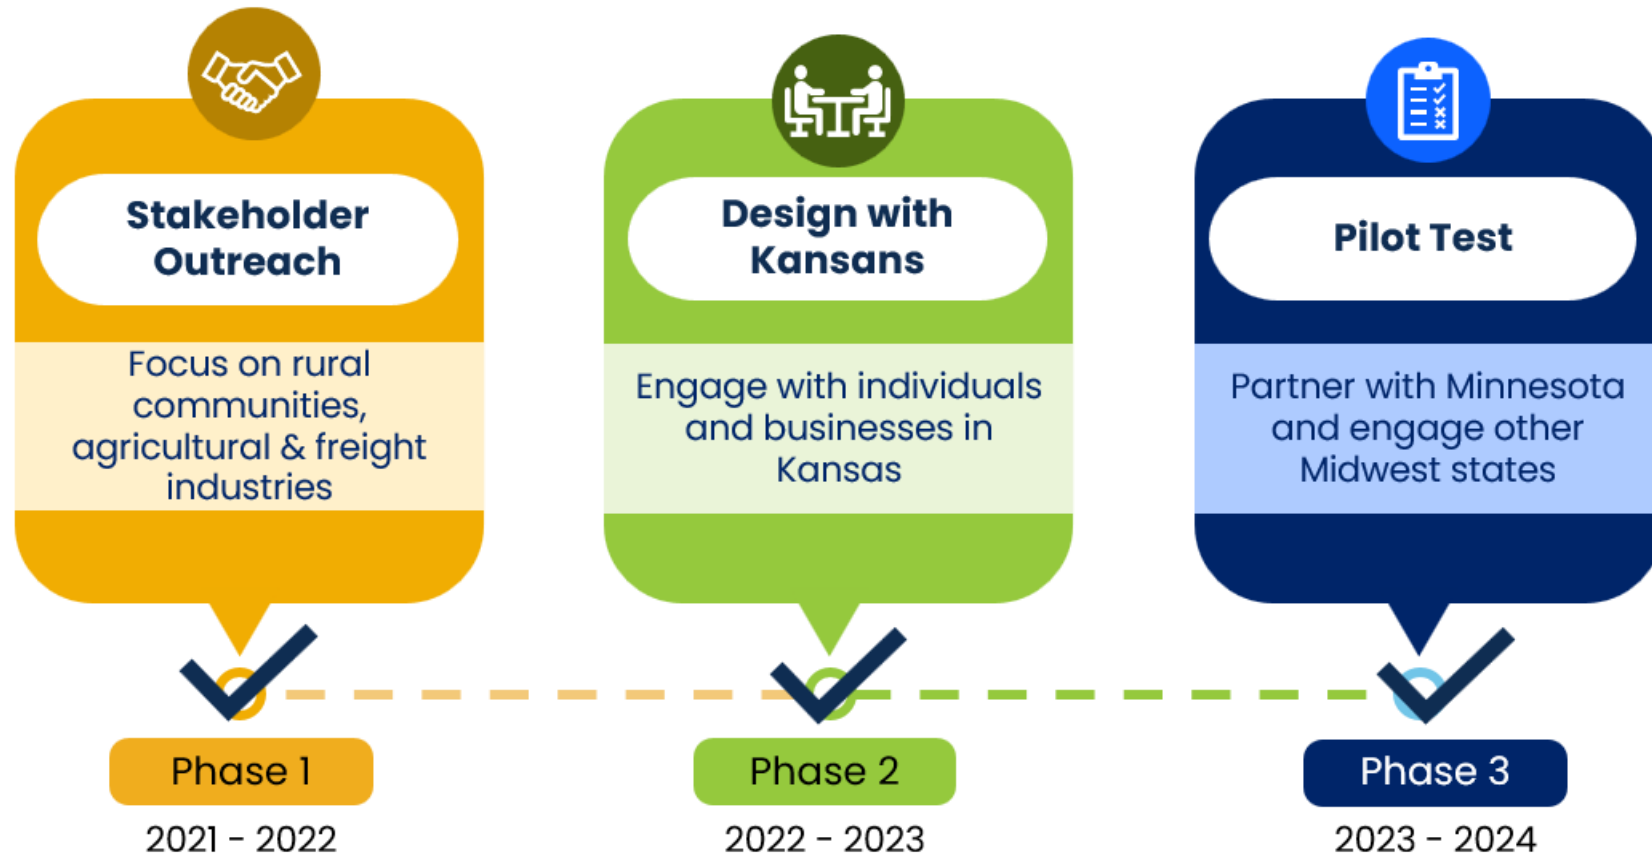 Stakeholder
Outreach
Focus on rural
communities,
agricultural & freight
industries
Phase 1
2021 - 2022
Design with
Kansans
Engage with individuals
and businesses in
Kansas
Phase 2
2022 - 2023
Pilot Test
Partner with Minnesota
and engage other
Midwest states
Phase 3
2023 - 2024